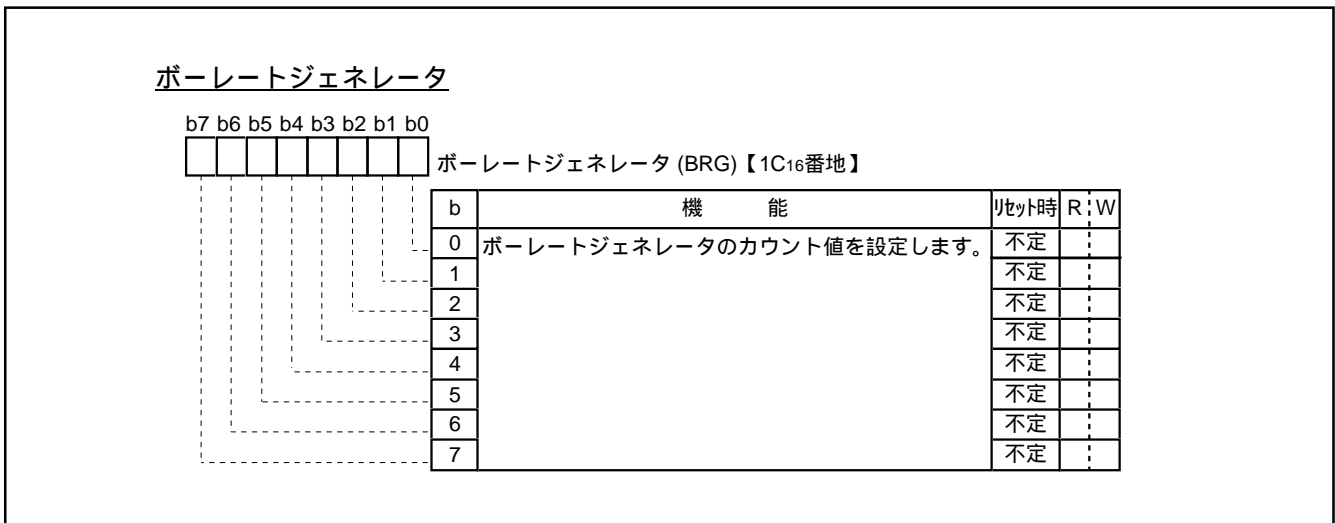 ボーレートジェネレータ
b7 b6 b5 b4 b3 b2 b1 b0
ボーレートジェネレータ (BRG)【1C16番地】
b 機 能 リセット時 R W
0 ボーレートジェネレータのカウント値を設定します。 不定
1 不定
2 不定
3 不定
4 不定
5 不定
6 不定
7 不定